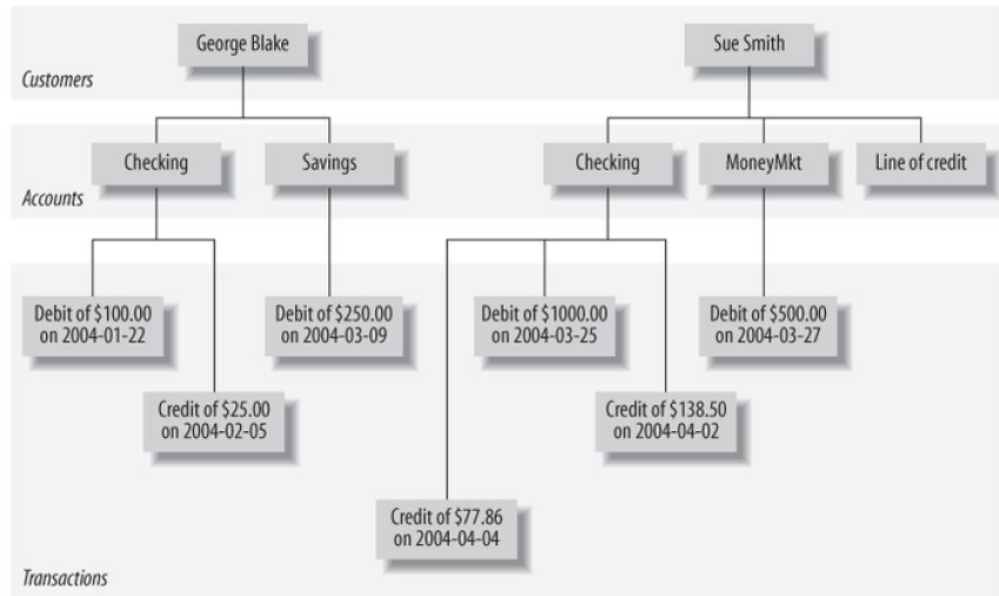 George Blake
Sue Smith
Customers
Checking
Savings
Checking
MoneyMkt
Line of credit
Accounts
Debit of $100.00
on 2004-01-22
Debit of $250.00
on 2004-03-09
Debit of $1000.00
on 2004-03-25
Debit of $500.00
on 2004-03-27
Credit of $25.00
on 2004-02-05
Credit of $138.50
on 2004-04-02
Credit of $77.86
on 2004-04-04
Transactions